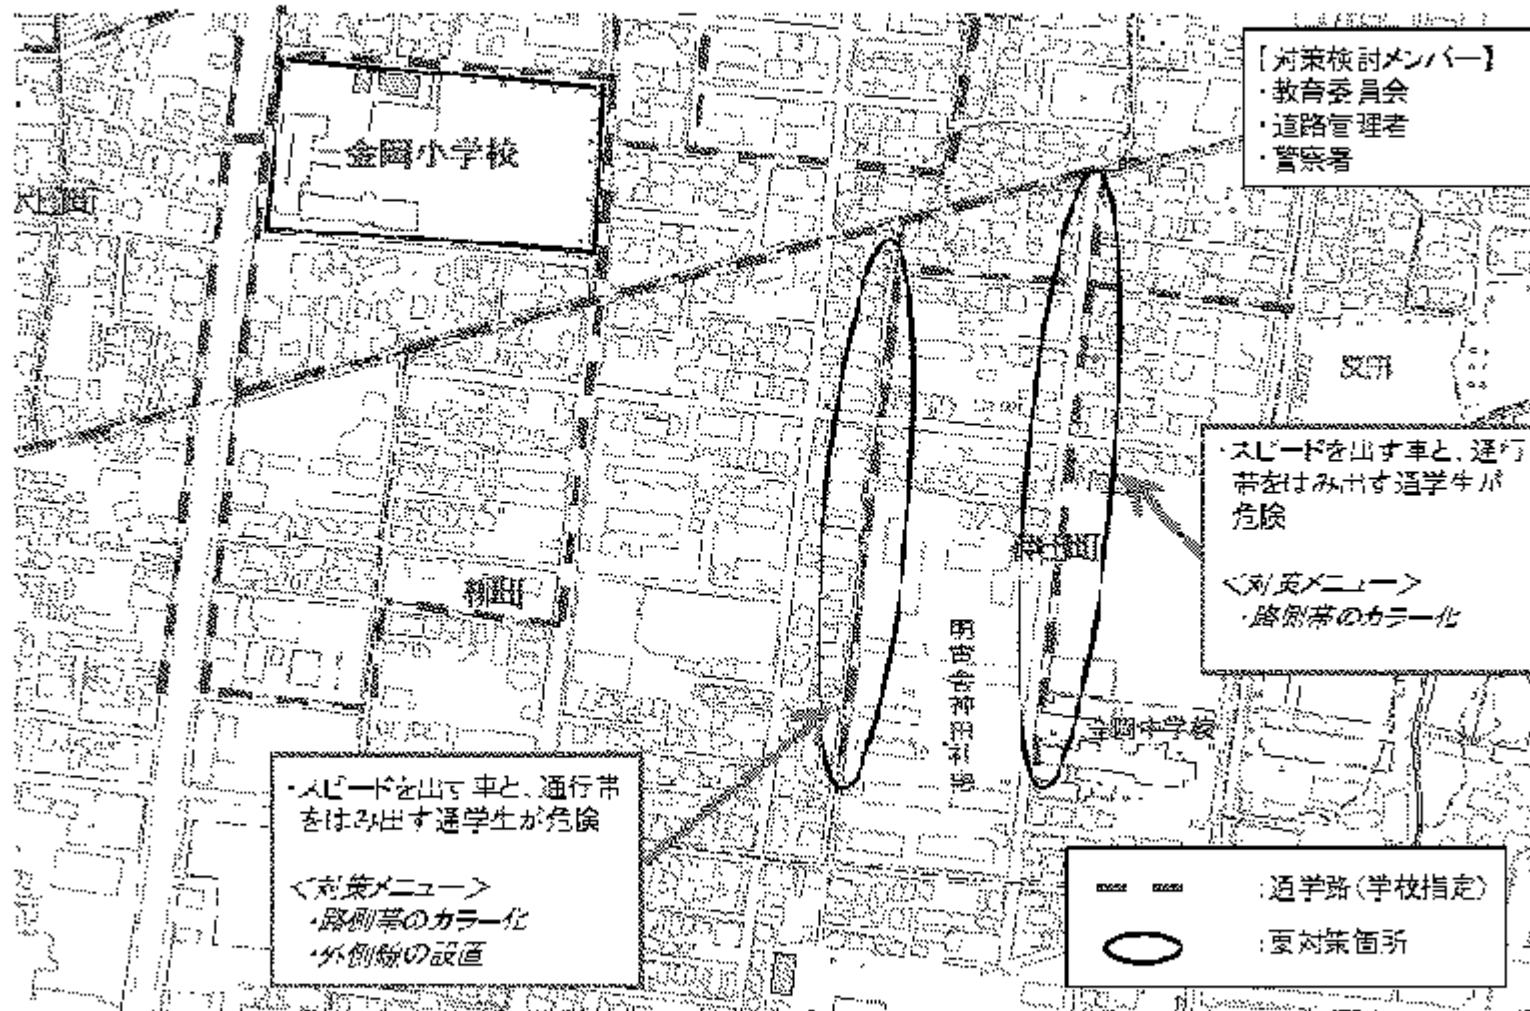 【対策検討メンバー】
・教育委員会
・道路管理者
・警察署
金岡小学校
・スピードを出す車と、通行
帯をはみ出す通学生が
危険
＜対策メニュー＞
・路側帯のカラー化
金岡中学校
・スピードを出す車と、通行帯
をはみ出す通学生が危険
＜対策メニュー＞
・路側帯のカラー化
・外側線の設置
：通学路（学校指定）
：要対策箇所